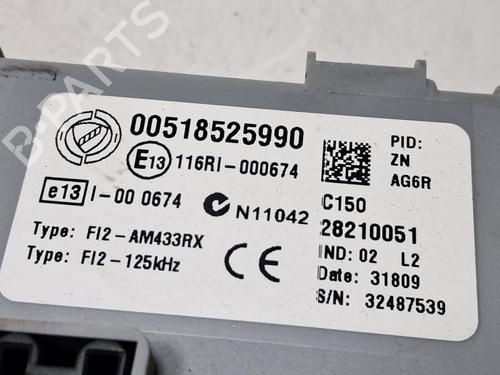 00518525990
E13 116RI-000674
e13 I-00 0674
N11042
Type: FI2-AM433RX
Type: FI2-125kHz
CE
PID:
ZN
AG6R
C150
28210051
IND: 02 L2
Date: 31809
S/N: 32487539
B-PARTS